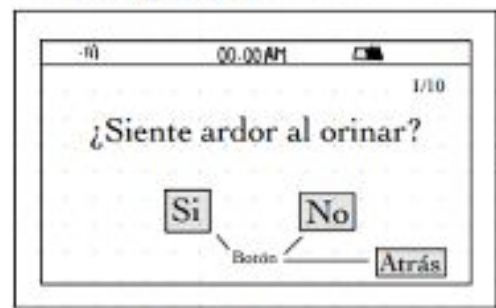 00.00 AM
1/10
¿Siente ardor al orinar?
Si No
Botón
Atrás